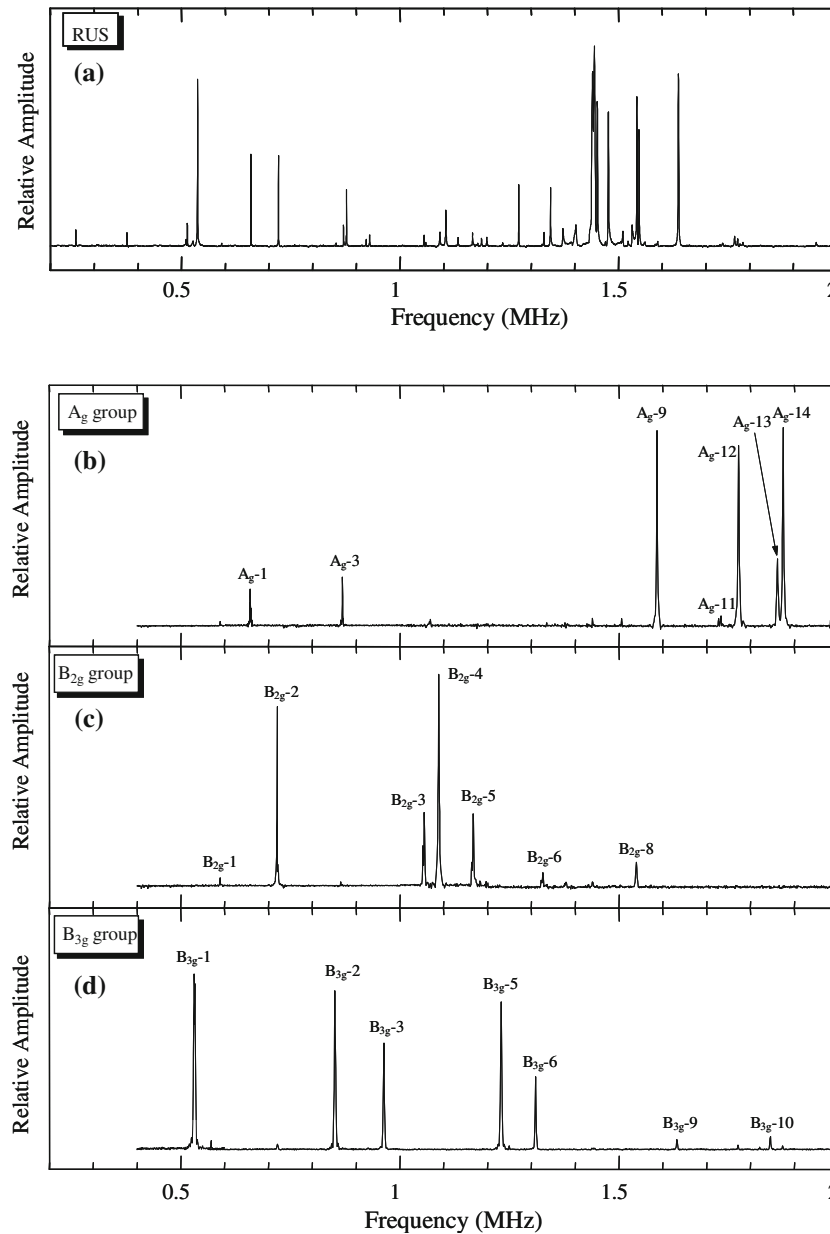 RUS
(a)
Relative Amplitude
0.5 1 1.5 2
Frequency (MHz)
Ag group
(b)
Relative Amplitude
Ag-1
Ag-3
Ag-9
Ag-11
Ag-12
Ag-13
Ag-14
B2g group
(c)
Relative Amplitude
B2g-1
B2g-2
B2g-3
B2g-4
B2g-5
B2g-6
B2g-8
B3g group
(d)
Relative Amplitude
B3g-1
B3g-2
B3g-3
B3g-5
B3g-6
B3g-9
B3g-10
0.5 1 1.5 2
Frequency (MHz)